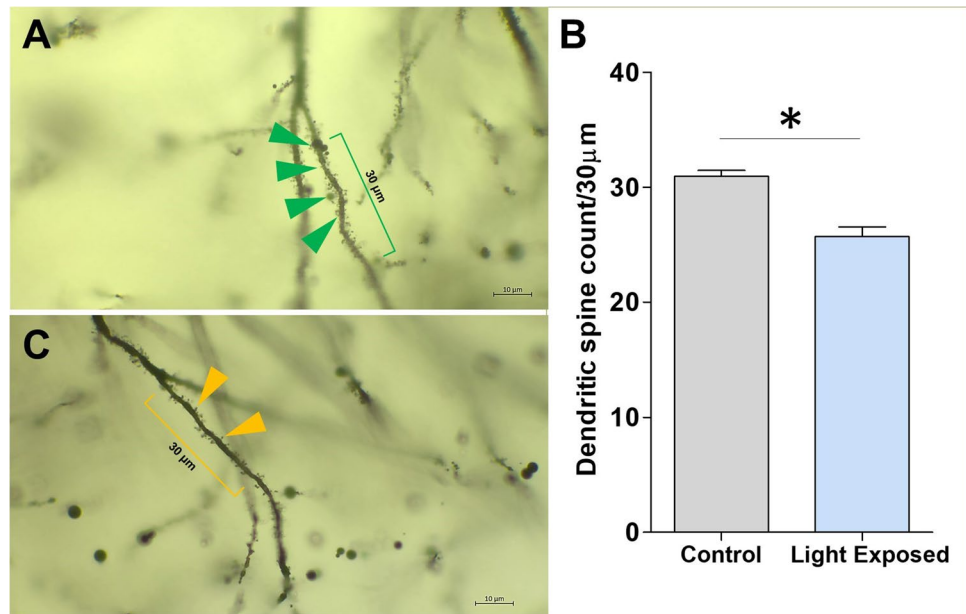 A
30 µm
10 µm
B
Dendritic spine count/30µm
40
30
20
10
0
*
Control
Light Exposed
C
30 µm
10 µm